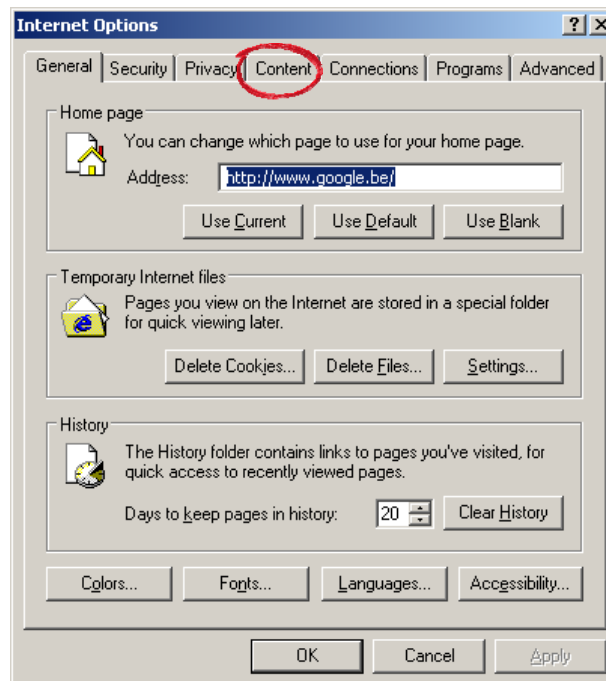 Internet Options
General Security Privacy Content Connections Programs Advanced
Home page
You can change which page to use for your home page.
Address: http://www.google.be/
Use Current Use Default Use Blank
Temporary Internet files
Pages you view on the Internet are stored in a special folder
for quick viewing later.
Delete Cookies... Delete Files... Settings...
History
The History folder contains links to pages you've visited, for
quick access to recently viewed pages.
Days to keep pages in history: 20 Clear History
Colors... Fonts... Languages... Accessibility...
OK Cancel Apply